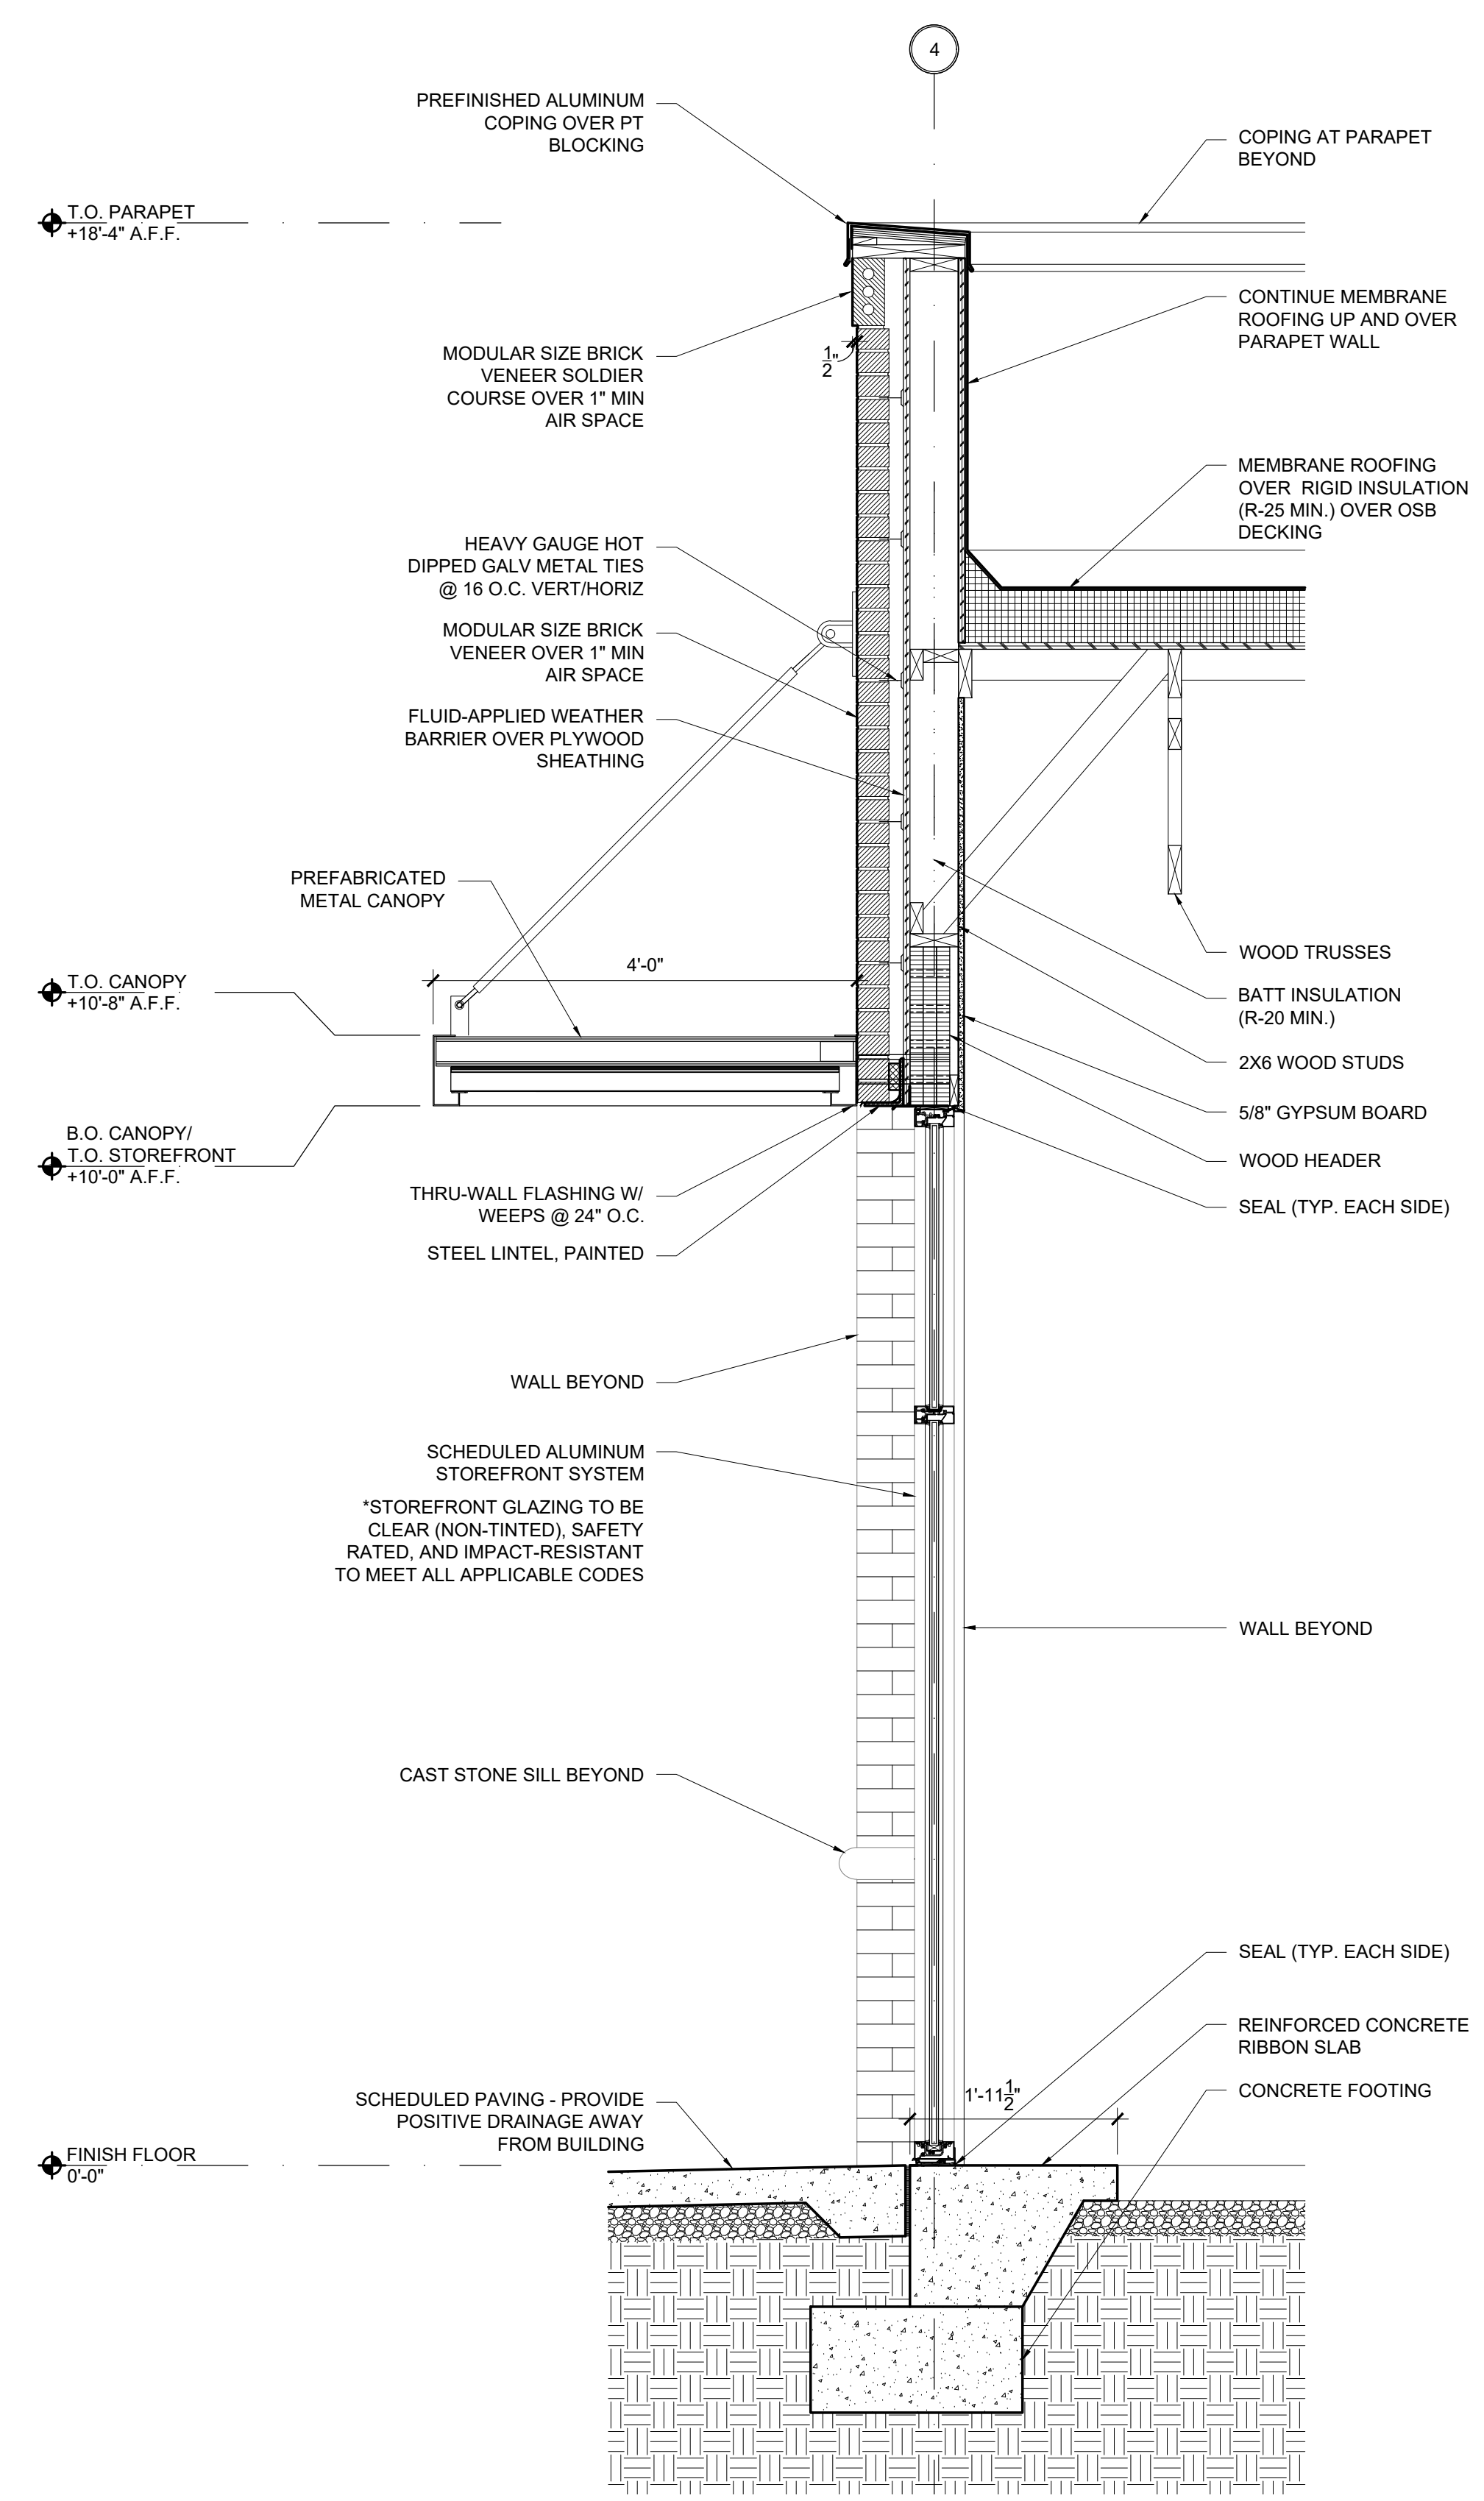 4
PREFINISHED ALUMINUM
COPING OVER PT
BLOCKING
COPING AT PARAPET
BEYOND
T.O. PARAPET
+18'-4" A.F.F.
CONTINUE MEMBRANE
ROOFING UP AND OVER
PARAPET WALL
1/2"
MODULAR SIZE BRICK
VENEER SOLDIER
COURSE OVER 1" MIN
AIR SPACE
MEMBRANE ROOFING
OVER RIGID INSULATION
(R-25 MIN.) OVER OSB
DECKING
HEAVY GAUGE HOT
DIPPED GALV METAL TIES
@ 16 O.C. VERT/HORIZ
MODULAR SIZE BRICK
VENEER OVER 1" MIN
AIR SPACE
FLUID-APPLIED WEATHER
BARRIER OVER PLYWOOD
SHEATHING
PREFABRICATED
METAL CANOPY
WOOD TRUSSES
4'-0"
T.O. CANOPY
+10'-8" A.F.F.
BATT INSULATION
(R-20 MIN.)
2X6 WOOD STUDS
5/8" GYPSUM BOARD
B.O. CANOPY/
T.O. STOREFRONT
+10'-0" A.F.F.
WOOD HEADER
THRU-WALL FLASHING W/
WEEPS @ 24" O.C.
SEAL (TYP. EACH SIDE)
STEEL LINTEL, PAINTED
WALL BEYOND
SCHEDULED ALUMINUM
STOREFRONT SYSTEM
*STOREFRONT GLAZING TO BE
CLEAR (NON-TINTED), SAFETY
RATED, AND IMPACT-RESISTANT
TO MEET ALL APPLICABLE CODES
WALL BEYOND
CAST STONE SILL BEYOND
SEAL (TYP. EACH SIDE)
REINFORCED CONCRETE
RIBBON SLAB
1'-11 1/2"
CONCRETE FOOTING
SCHEDULED PAVING - PROVIDE
POSITIVE DRAINAGE AWAY
FROM BUILDING
FINISH FLOOR
0'-0"